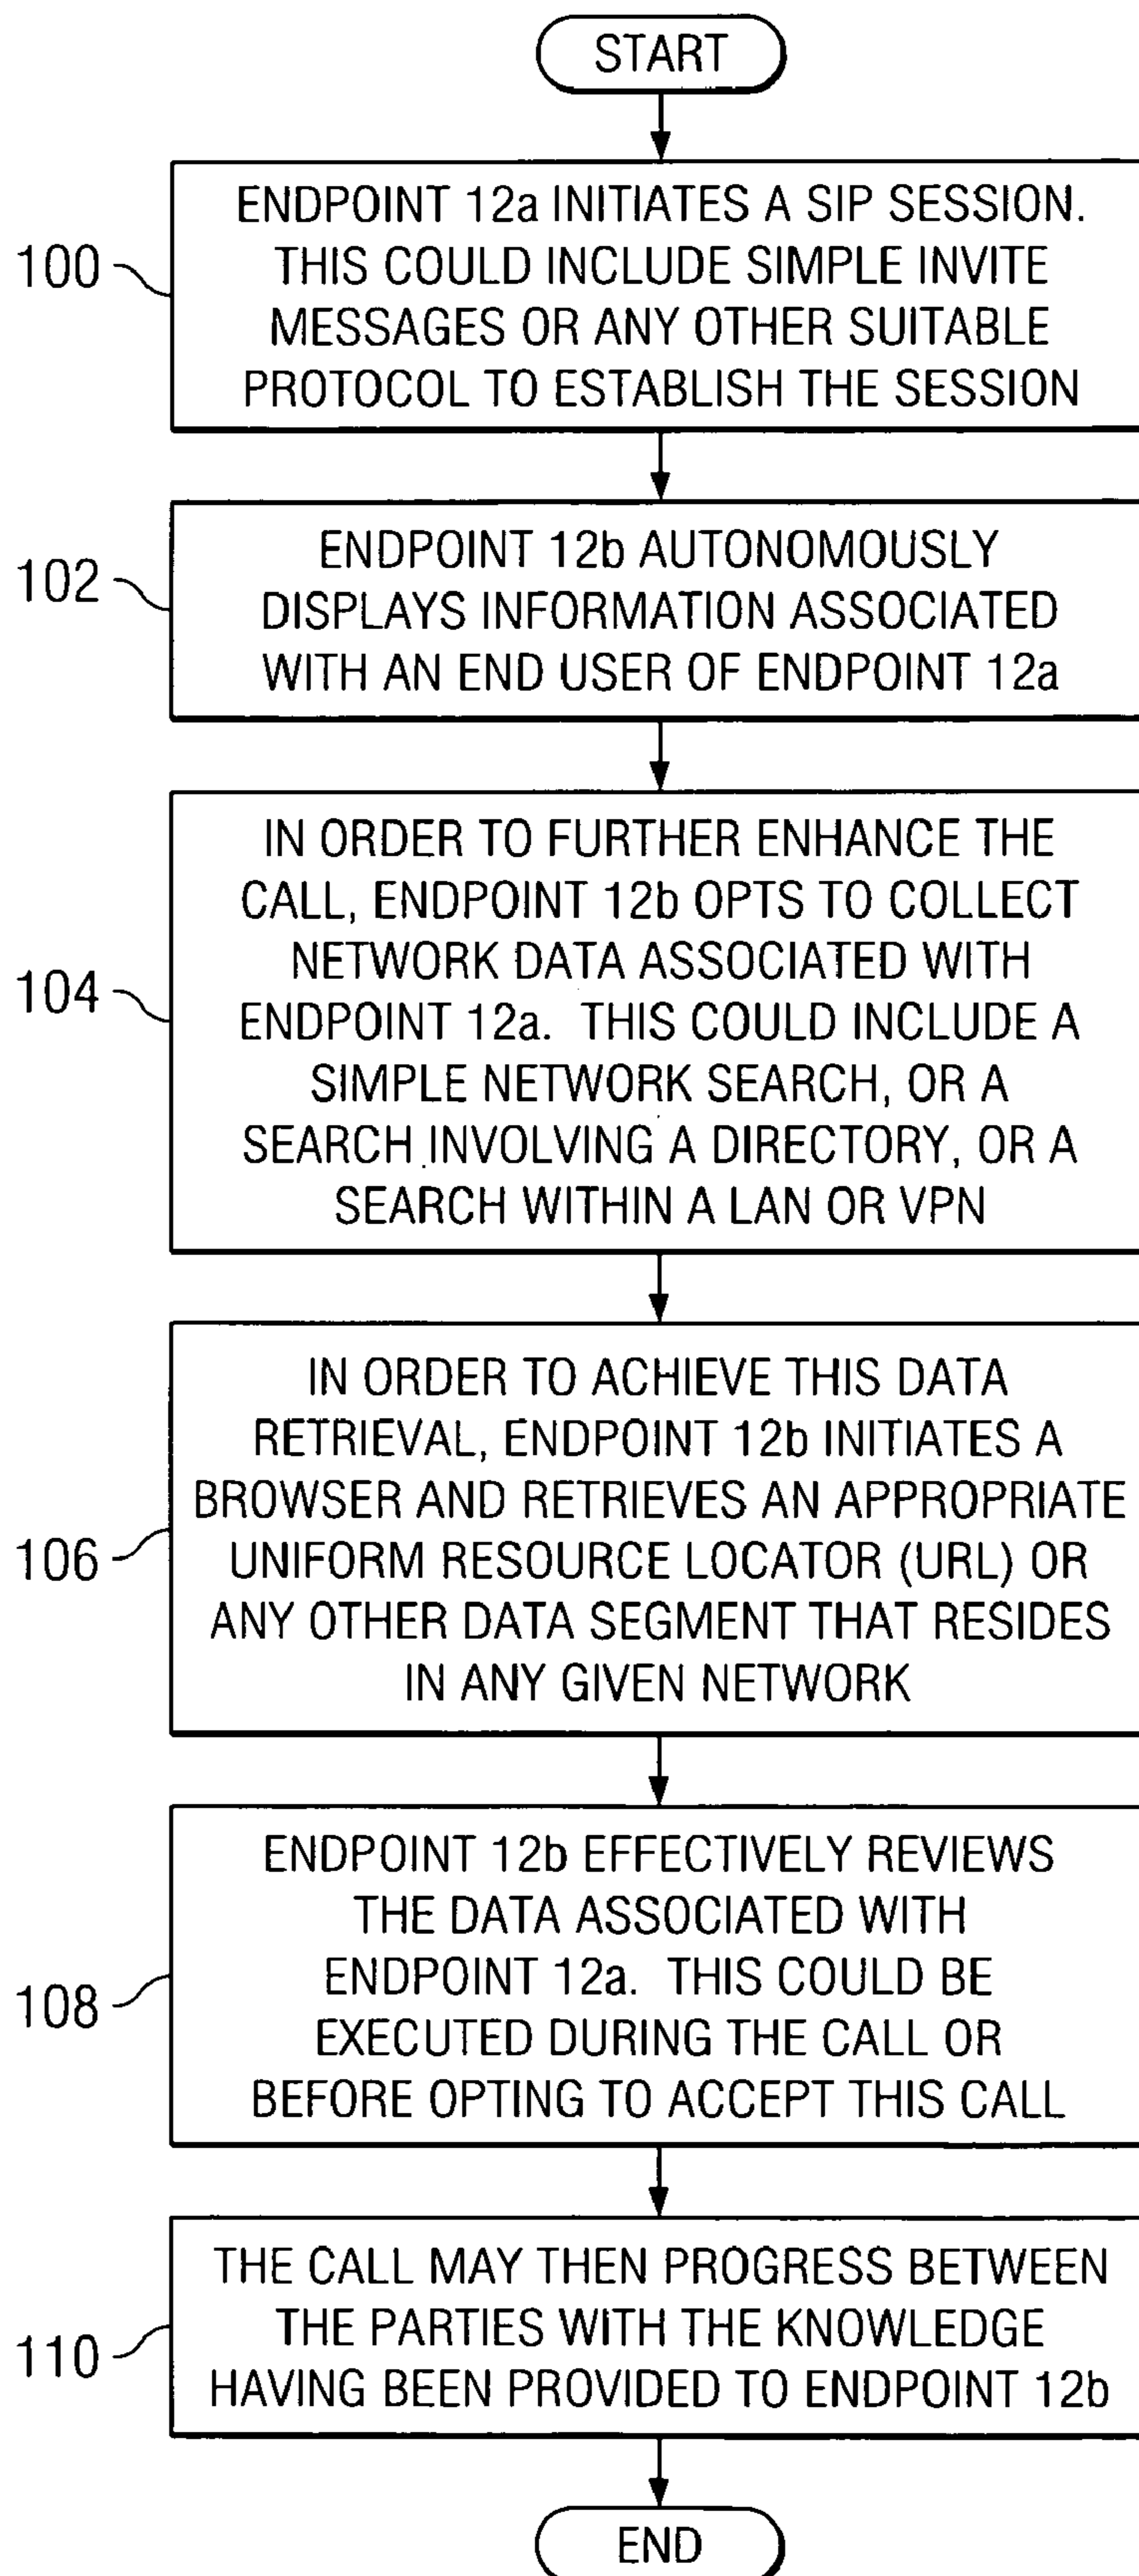 START
100
ENDPOINT 12a INITIATES A SIP SESSION.
THIS COULD INCLUDE SIMPLE INVITE
MESSAGES OR ANY OTHER SUITABLE
PROTOCOL TO ESTABLISH THE SESSION
102
ENDPOINT 12b AUTONOMOUSLY
DISPLAYS INFORMATION ASSOCIATED
WITH AN END USER OF ENDPOINT 12a
104
IN ORDER TO FURTHER ENHANCE THE
CALL, ENDPOINT 12b OPTS TO COLLECT
NETWORK DATA ASSOCIATED WITH
ENDPOINT 12a. THIS COULD INCLUDE A
SIMPLE NETWORK SEARCH, OR A
SEARCH INVOLVING A DIRECTORY, OR A
SEARCH WITHIN A LAN OR VPN
106
IN ORDER TO ACHIEVE THIS DATA
RETRIEVAL, ENDPOINT 12b INITIATES A
BROWSER AND RETRIEVES AN APPROPRIATE
UNIFORM RESOURCE LOCATOR (URL) OR
ANY OTHER DATA SEGMENT THAT RESIDES
IN ANY GIVEN NETWORK
108
ENDPOINT 12b EFFECTIVELY REVIEWS
THE DATA ASSOCIATED WITH
ENDPOINT 12a. THIS COULD BE
EXECUTED DURING THE CALL OR
BEFORE OPTING TO ACCEPT THIS CALL
110
THE CALL MAY THEN PROGRESS BETWEEN
THE PARTIES WITH THE KNOWLEDGE
HAVING BEEN PROVIDED TO ENDPOINT 12b
END